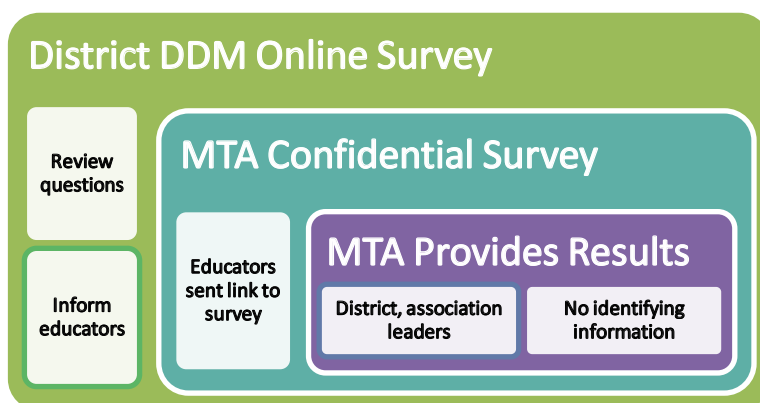 District DDM Online Survey
Review
questions
Inform
educators
MTA Confidential Survey
Educators
sent link to
survey
MTA Provides Results
District, association
leaders
No identifying
information